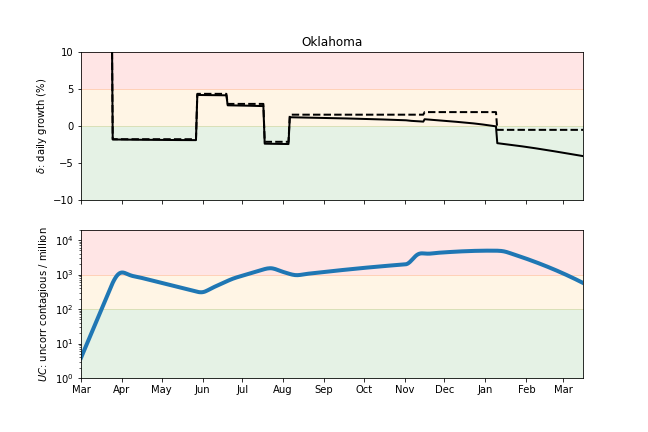 Oklahoma
δ: daily growth (%)
10
5
0
−5
−10
UC: uncorr contagious / million
10⁴
10³
10²
10¹
10⁰
Mar Apr May Jun Jul Aug Sep Oct Nov Dec Jan Feb Mar